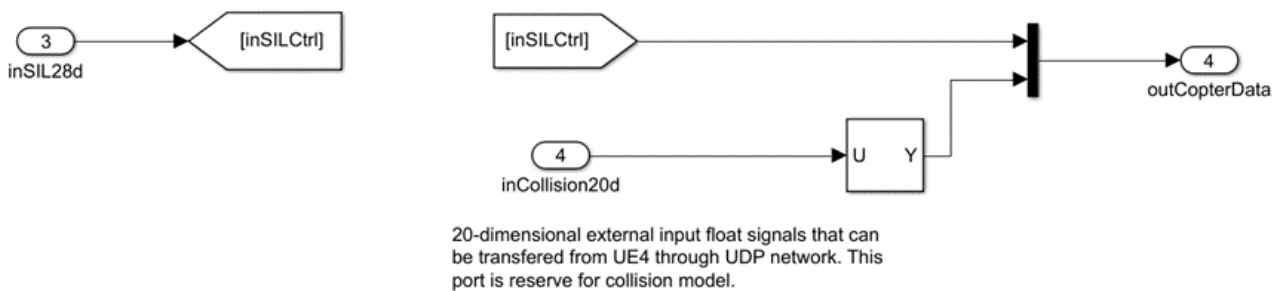 3
inSIL28d
[inSILCtrl]
[inSILCtrl]
4
outCopterData
4
inCollision20d
U Y
20-dimensional external input float signals that can
be transfered from UE4 through UDP network. This
port is reserve for collision model.